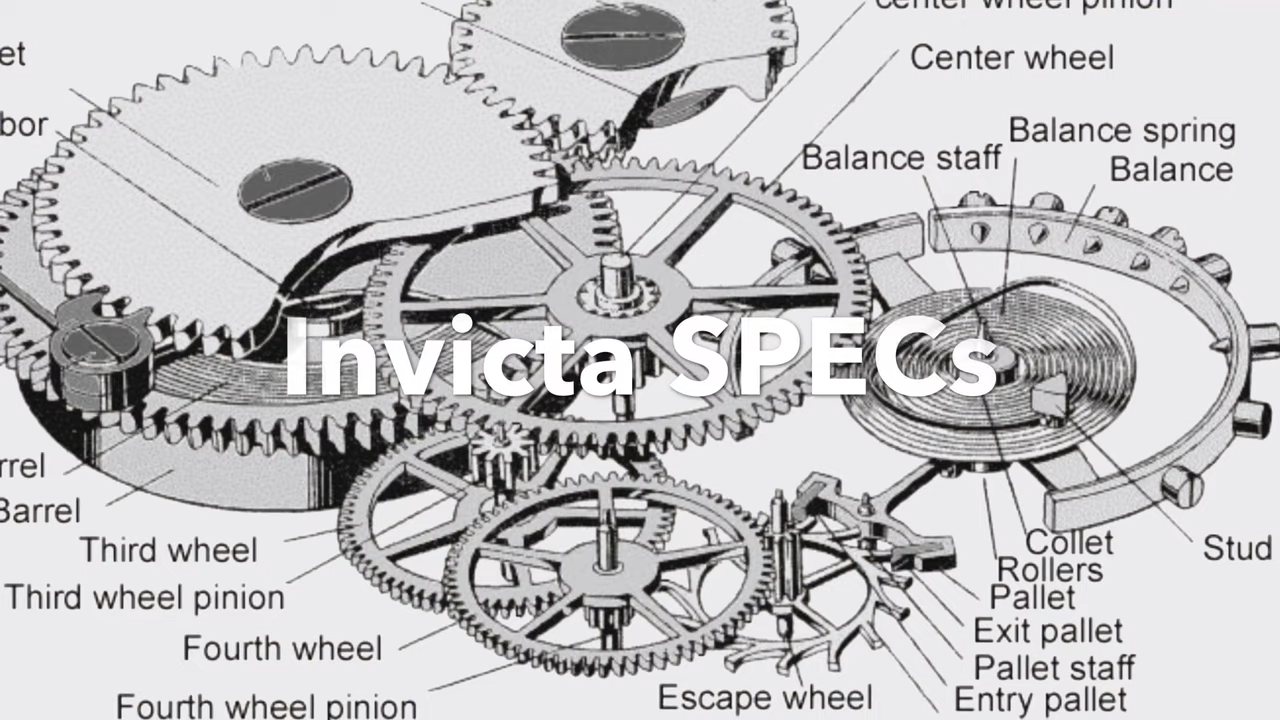 center wheel pinion
Center wheel
et
Balance spring
bor
Balance staff
Balance
Invicta SPECs
rrel
Barrel
Third wheel
Collet
Stud
Rollers
Third wheel pinion
Pallet
Exit pallet
Fourth wheel
Pallet staff
Escape wheel
Entry pallet
Fourth wheel pinion